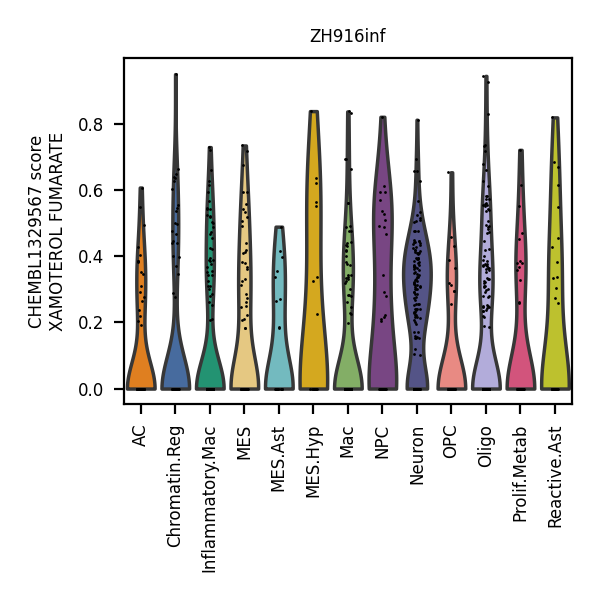 ZH916inf
CHEMBL1329567 score
XAMOTEROL FUMARATE
0.8
0.6
0.4
0.2
0.0
AC
Chromatin.Reg
Inflammatory.Mac
MES
MES.Ast
MES.Hyp
Mac
NPC
Neuron
OPC
Oligo
Prolif.Metab
Reactive.Ast